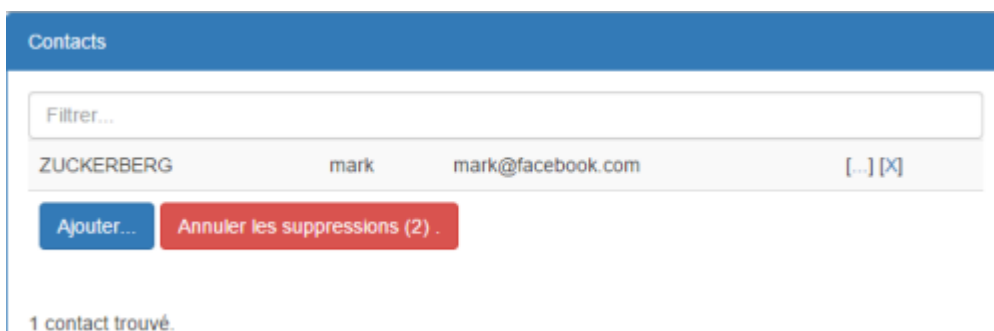 Contacts
Filtrer...
ZUCKERBERG mark mark@facebook.com [...] [X]
Ajouter... Annuler les suppressions (2) .
1 contact trouvé.